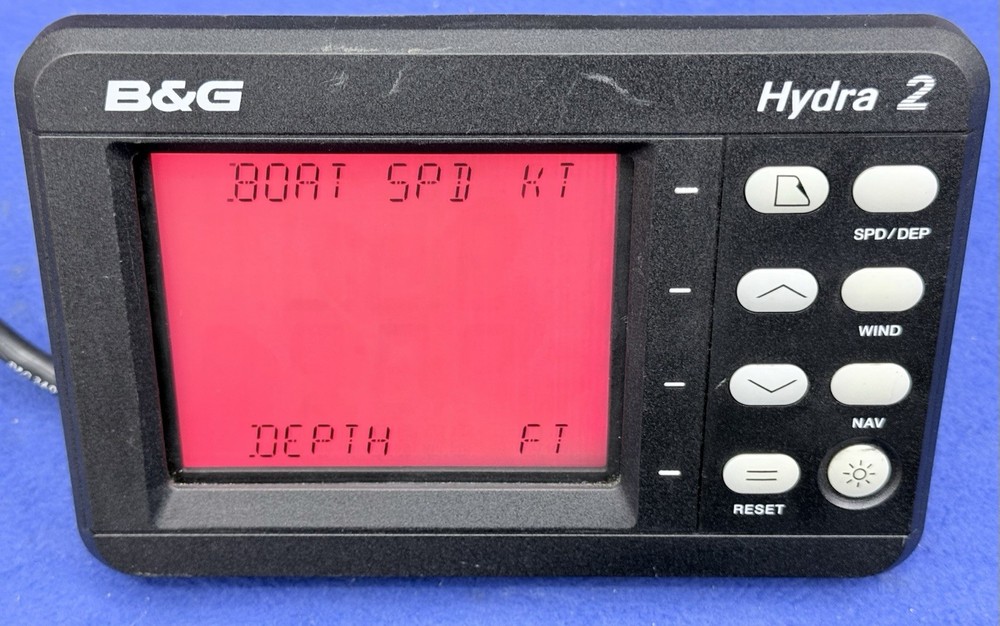 B&G
Hydra 2
BOAT SPD KT
DEPTH FT
SPD/DEP
WIND
NAV
RESET